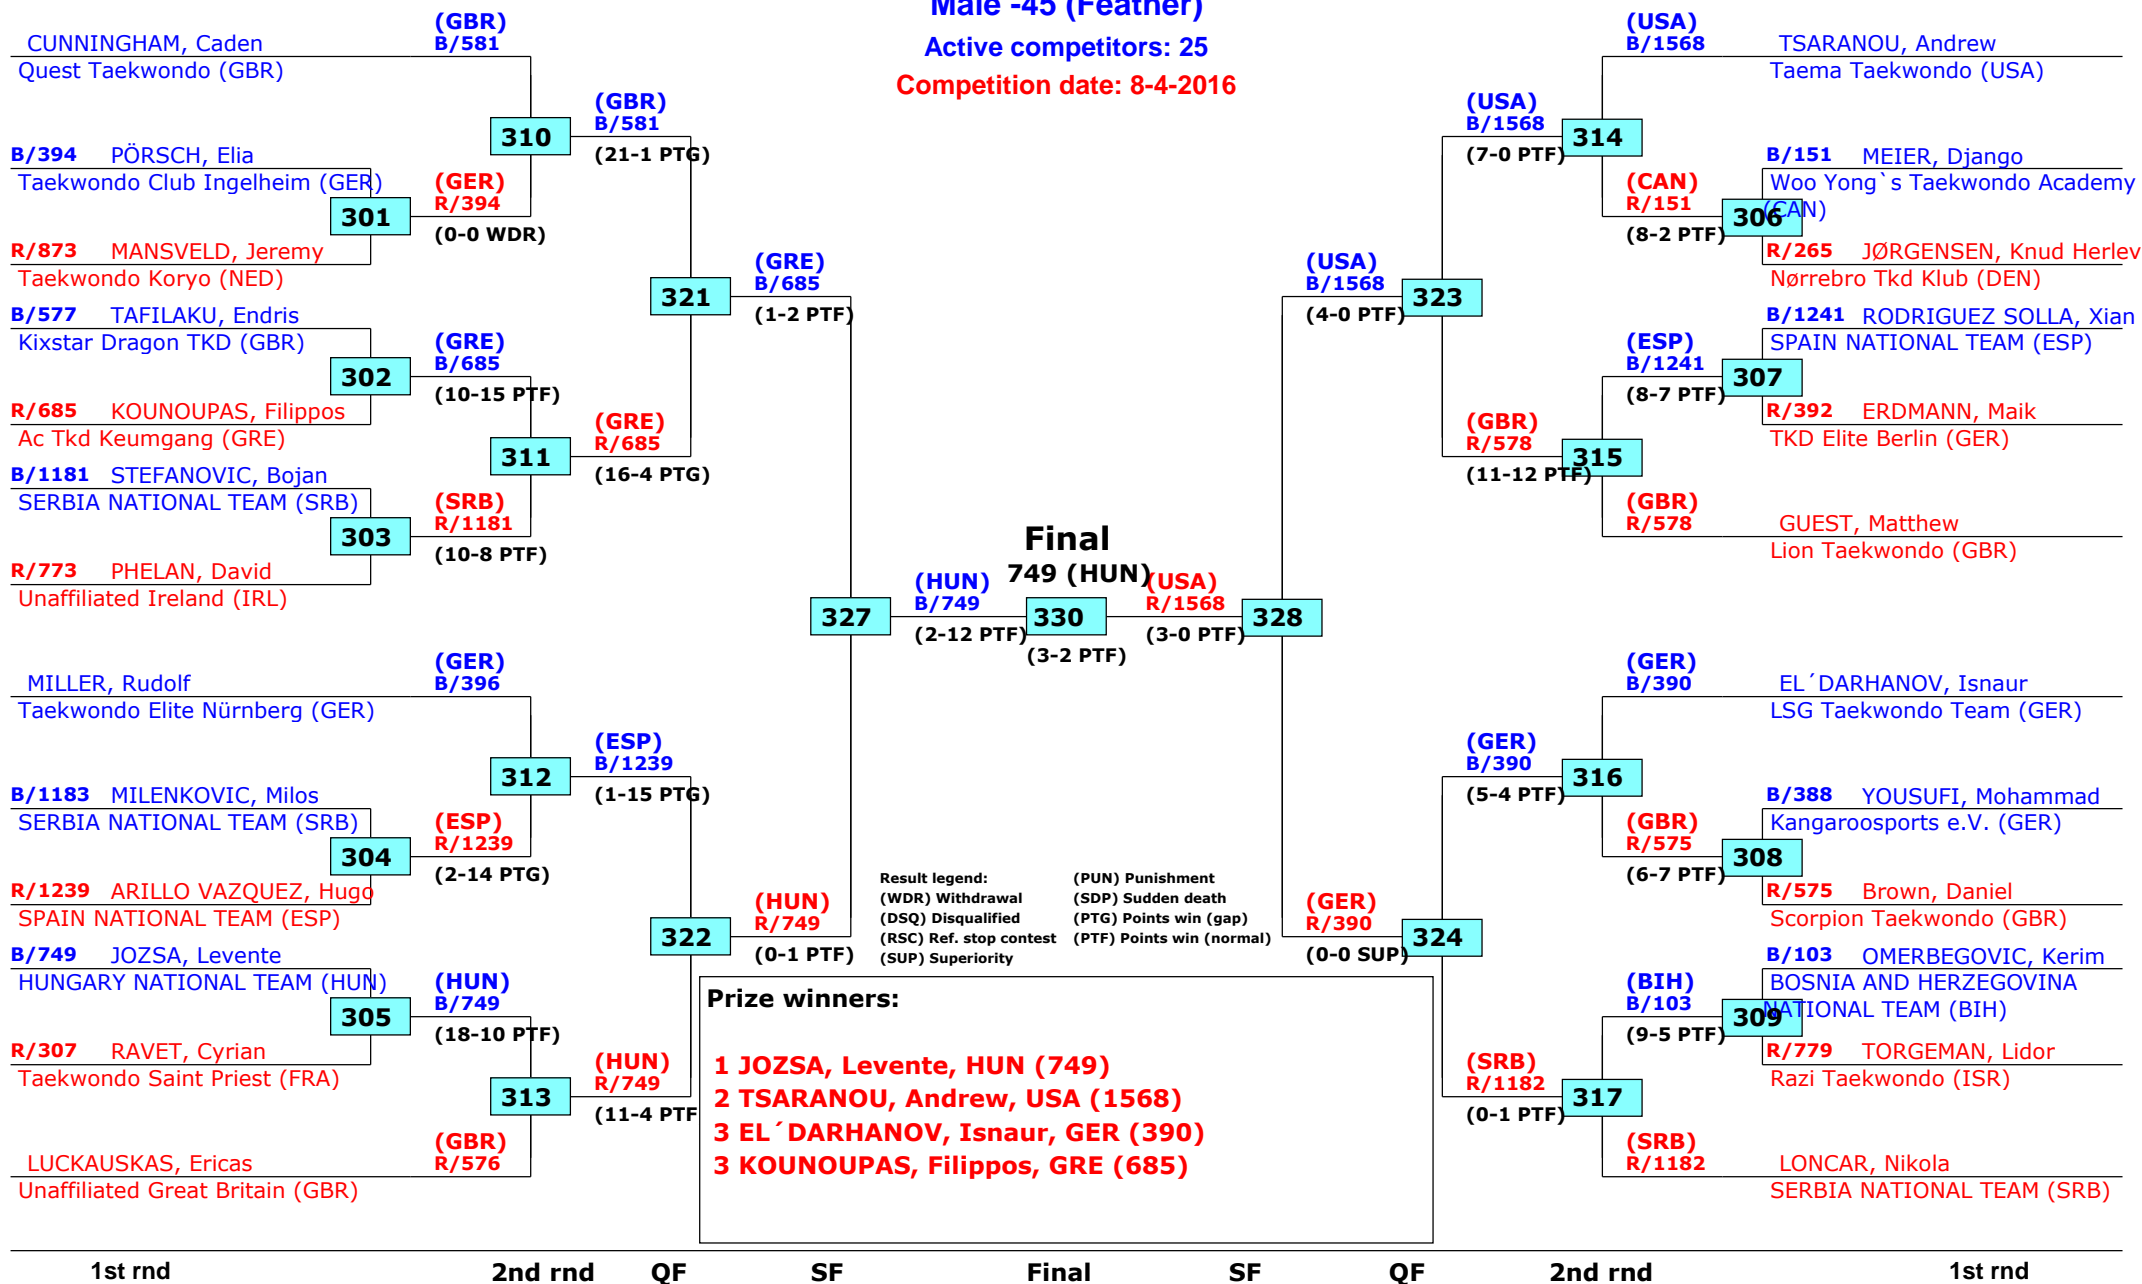 Male -45 (Feather)
Active competitors: 25
Competition date: 8-4-2016
CUNNINGHAM, Caden
Quest Taekwondo (GBR)
(GBR)
B/581
B/394 PÖRSCH, Elia
Taekwondo Club Ingelheim (GER)
301
R/873 MANSVELD, Jeremy
Taekwondo Koryo (NED)
(GER)
R/394
(0-0 WDR)
310
(GBR)
B/581
(21-1 PTG)
B/577 TAFILAKU, Endris
Kixstar Dragon TKD (GBR)
302
R/685 KOUNOUPAS, Filippos
Ac Tkd Keumgang (GRE)
(GRE)
B/685
(10-15 PTF)
B/1181 STEFANOVIC, Bojan
SERBIA NATIONAL TEAM (SRB)
303
R/773 PHELAN, David
Unaffiliated Ireland (IRL)
(SRB)
R/1181
(10-8 PTF)
311
(GRE)
R/685
(16-4 PTG)
321
(GRE)
B/685
(1-2 PTF)
MILLER, Rudolf
Taekwondo Elite Nürnberg (GER)
(GER)
B/396
B/1183 MILENKOVIC, Milos
SERBIA NATIONAL TEAM (SRB)
304
R/1239 ARILLO VAZQUEZ, Hugo
SPAIN NATIONAL TEAM (ESP)
(ESP)
R/1239
(2-14 PTG)
312
(ESP)
B/1239
(1-15 PTG)
B/749 JOZSA, Levente
HUNGARY NATIONAL TEAM (HUN)
305
R/307 RAVET, Cyrian
Taekwondo Saint Priest (FRA)
(HUN)
B/749
(18-10 PTF)
LUCKAUSKAS, Ericas
Unaffiliated Great Britain (GBR)
(GBR)
R/576
313
(HUN)
R/749
(11-4 PTF
322
(HUN)
R/749
(0-1 PTF)
327
(HUN)
B/749
(2-12 PTF)
Final
749 (HUN)
330
(3-2 PTF)
(USA)
R/1568
(3-0 PTF)
328
(USA)
B/1568
(4-0 PTF)
323
(USA)
B/1568
(7-0 PTF)
314
(USA)
B/1568
TSARANOU, Andrew
Taema Taekwondo (USA)
(CAN)
R/151
(8-2 PTF)
306
B/151 MEIER, Django
Woo Yong`s Taekwondo Academy
(CAN)
R/265 JØRGENSEN, Knud Herlev
Nørrebro Tkd Klub (DEN)
(GBR)
R/578
(11-12 PTF)
315
(ESP)
B/1241
(8-7 PTF)
307
B/1241 RODRIGUEZ SOLLA, Xian
SPAIN NATIONAL TEAM (ESP)
R/392 ERDMANN, Maik
TKD Elite Berlin (GER)
(GBR)
R/578
GUEST, Matthew
Lion Taekwondo (GBR)
(GER)
R/390
(0-0 SUP)
324
(GER)
B/390
(5-4 PTF)
316
(GER)
B/390
EL´DARHANOV, Isnaur
LSG Taekwondo Team (GER)
(GBR)
R/575
(6-7 PTF)
308
B/388 YOUSUFI, Mohammad
Kangaroosports e.V. (GER)
R/575 Brown, Daniel
Scorpion Taekwondo (GBR)
(SRB)
R/1182
(0-1 PTF)
317
(BIH)
B/103
(9-5 PTF)
309
B/103 OMERBEGOVIC, Kerim
BOSNIA AND HERZEGOVINA
NATIONAL TEAM (BIH)
R/779 TORGEMAN, Lidor
Razi Taekwondo (ISR)
(SRB)
R/1182
LONCAR, Nikola
SERBIA NATIONAL TEAM (SRB)
Result legend: (PUN) Punishment
(WDR) Withdrawal (SDP) Sudden death
(DSQ) Disqualified (PTG) Points win (gap)
(RSC) Ref. stop contest (PTF) Points win (normal)
(SUP) Superiority
Prize winners:
1 JOZSA, Levente, HUN (749)
2 TSARANOU, Andrew, USA (1568)
3 EL´DARHANOV, Isnaur, GER (390)
3 KOUNOUPAS, Filippos, GRE (685)
1st rnd 2nd rnd QF SF Final SF QF 2nd rnd 1st rnd